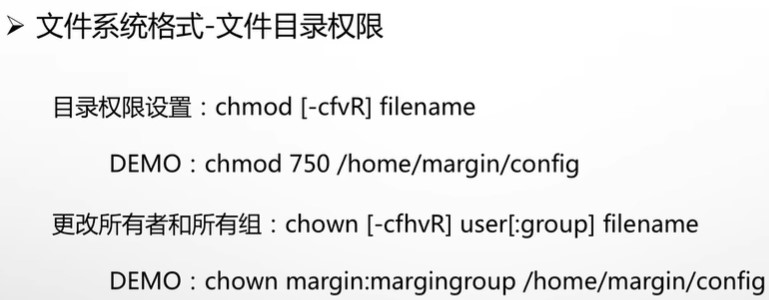 ➢ 文件系统格式-文件目录权限
目录权限设置：chmod [-cfvR] filename
DEMO：chmod 750 /home/margin/config
更改所有者和所有组：chown [-cfhvR] user[:group] filename
DEMO：chown margin:margingroup /home/margin/config